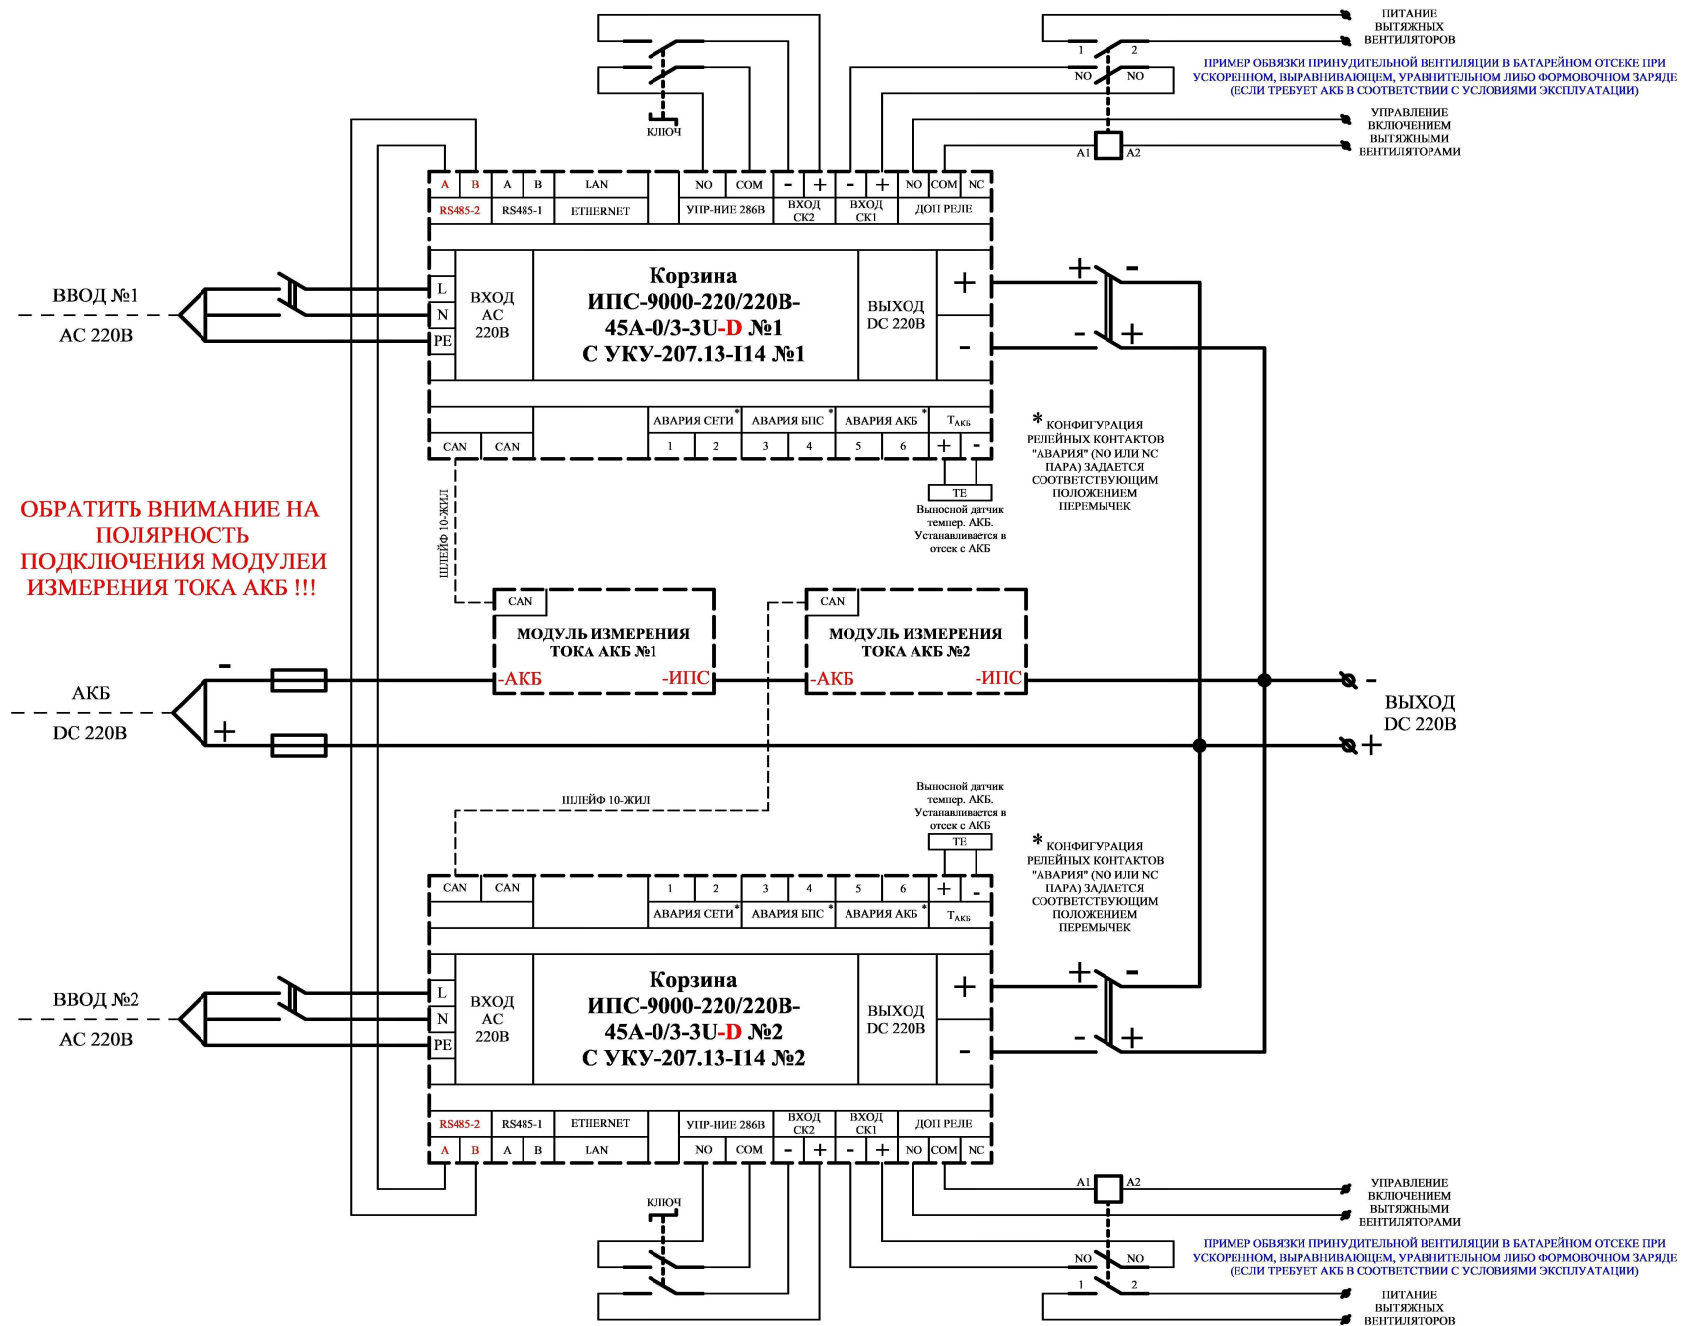 ПИТАНИЕ
ВЫТЯЖНЫХ
ВЕНТИЛЯТОРОВ
1 2
NO NO
ПРИМЕР ОБВЯЗКИ ПРИНУДИТЕЛЬНОЙ ВЕНТИЛЯЦИИ В БАТАРЕЙНОМ ОТСЕКЕ ПРИ
УСКОРЕННОМ, ВЫРАВНИВАЮЩЕМ, УРАВНИТЕЛЬНОМ ЛИБО ФОРМОВОЧНОМ ЗАРЯДЕ
(ЕСЛИ ТРЕБУЕТ АКБ В СООТВЕТСТВИИ С УСЛОВИЯМИ ЭКСПЛУАТАЦИИ)
КЛЮЧ
A1 A2
УПРАВЛЕНИЕ
ВКЛЮЧЕНИЕМ
ВЫТЯЖНЫМИ
ВЕНТИЛЯТОРАМИ
A B A B LAN NO COM - + - + NO COM NC
RS485-2 RS485-1 ETHERNET УПР-НИЕ 286В ВХОД СК2 ВХОД СК1 ДОП РЕЛЕ
ВВОД №1
AC 220В
L
N
PE
ВХОД
AC
220В
Корзина
ИПС-9000-220/220В-
45А-0/3-3U-D №1
С УКУ-207.13-I14 №1
ВЫХОД
DC 220В
+
-
+ -
- +
АВАРИЯ СЕТИ* АВАРИЯ БПС* АВАРИЯ АКБ* TАКБ
CAN CAN 1 2 3 4 5 6 + -
TE
Выносной датчик
темпер. АКБ.
Устанавливается в
отсек с АКБ
* КОНФИГУРАЦИЯ
РЕЛЕЙНЫХ КОНТАКТОВ
"АВАРИЯ" (NO ИЛИ NC
ПАРА) ЗАДАЕТСЯ
СООТВЕТСТВУЮЩИМ
ПОЛОЖЕНИЕМ
ПЕРЕМЫЧЕК
ШЛЕЙФ 10-ЖИЛ
ОБРАТИТЬ ВНИМАНИЕ НА
ПОЛЯРНОСТЬ
ПОДКЛЮЧЕНИЯ МОДУЛЕИ
ИЗМЕРЕНИЯ ТОКА АКБ !!!
CAN
МОДУЛЬ ИЗМЕРЕНИЯ
ТОКА АКБ №1
-АКБ -ИПС
CAN
МОДУЛЬ ИЗМЕРЕНИЯ
ТОКА АКБ №2
-АКБ -ИПС
АКБ
DC 220В
-
+
-
ВЫХОД
DC 220В
+
ШЛЕЙФ 10-ЖИЛ
Выносной датчик
темпер. АКБ.
Устанавливается в
отсек с АКБ
TE
* КОНФИГУРАЦИЯ
РЕЛЕЙНЫХ КОНТАКТОВ
"АВАРИЯ" (NO ИЛИ NC
ПАРА) ЗАДАЕТСЯ
СООТВЕТСТВУЮЩИМ
ПОЛОЖЕНИЕМ
ПЕРЕМЫЧЕК
CAN CAN 1 2 3 4 5 6 + -
АВАРИЯ СЕТИ* АВАРИЯ БПС* АВАРИЯ АКБ* TАКБ
ВВОД №2
AC 220В
L
N
PE
ВХОД
AC
220В
Корзина
ИПС-9000-220/220В-
45А-0/3-3U-D №2
С УКУ-207.13-I14 №2
ВЫХОД
DC 220В
+
-
+ -
- +
RS485-2 RS485-1 ETHERNET УПР-НИЕ 286В ВХОД СК2 ВХОД СК1 ДОП РЕЛЕ
A B A B LAN NO COM - + - + NO COM NC
КЛЮЧ
A1 A2
УПРАВЛЕНИЕ
ВКЛЮЧЕНИЕМ
ВЫТЯЖНЫМИ
ВЕНТИЛЯТОРАМИ
NO NO
1 2
ПРИМЕР ОБВЯЗКИ ПРИНУДИТЕЛЬНОЙ ВЕНТИЛЯЦИИ В БАТАРЕЙНОМ ОТСЕКЕ ПРИ
УСКОРЕННОМ, ВЫРАВНИВАЮЩЕМ, УРАВНИТЕЛЬНОМ ЛИБО ФОРМОВОЧНОМ ЗАРЯДЕ
(ЕСЛИ ТРЕБУЕТ АКБ В СООТВЕТСТВИИ С УСЛОВИЯМИ ЭКСПЛУАТАЦИИ)
ПИТАНИЕ
ВЫТЯЖНЫХ
ВЕНТИЛЯТОРОВ